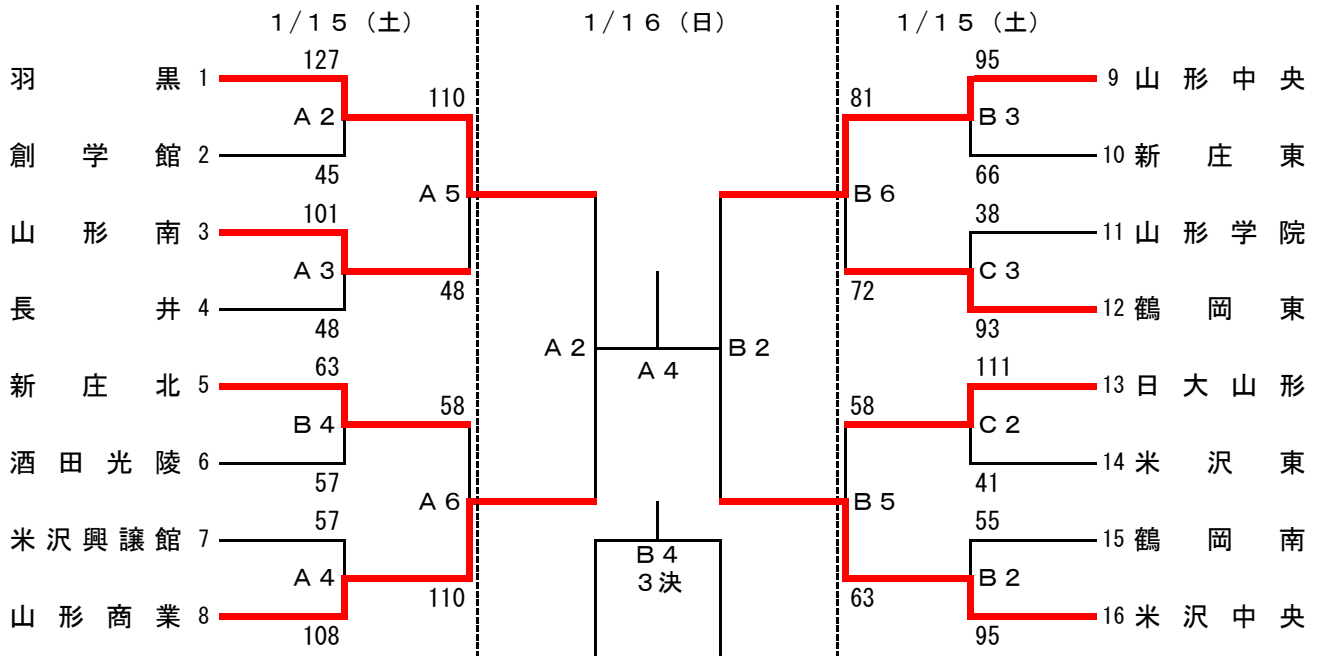 1/15（土） 1/16（日） 1/15（土）
127 95
羽黒 1 9 山形中央
110 81
A2 B3
創学館 2 10 新庄東
45 66
A5 B6
101 38
山形南 3 11 山形学院
A3 C3
48 72
長井 4 12 鶴岡東
48 93
A2 B2
63 A4 111
新庄北 5 13 日大山形
58 58
B4 C2
酒田光陵 6 14 米沢東
57 41
A6 B5
57 55
米沢興譲館 7 15 鶴岡南
B4
A4 3決 B2
110 63
山形商業 8 16 米沢中央
108 95